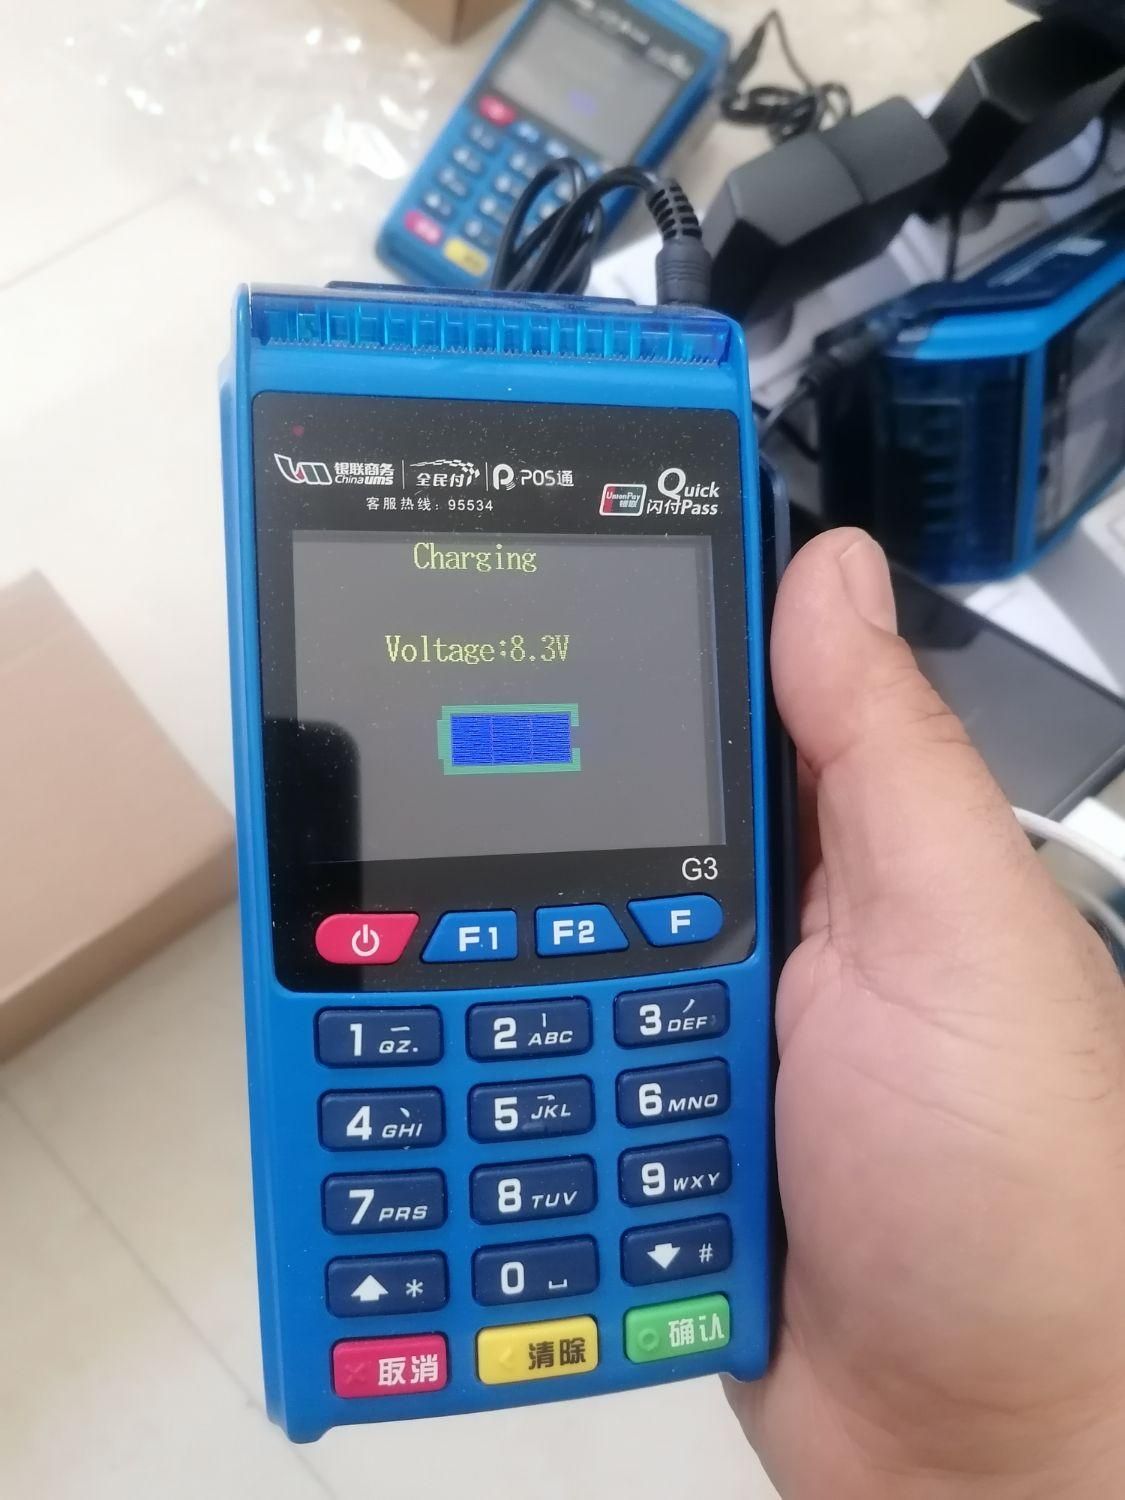 银联商务 全民付 POS通
China ums
UnionPay 银联 Quick
闪付 Pass
客服热线：95534
Charging
Voltage:8.3V
G3
F1 F2 F
1 QZ. 2 ABC 3 DEF
4 GHI 5 JKL 6 MNO
7 PRS 8 TUV 9 WXY
* 0 #
取消 清除 确认